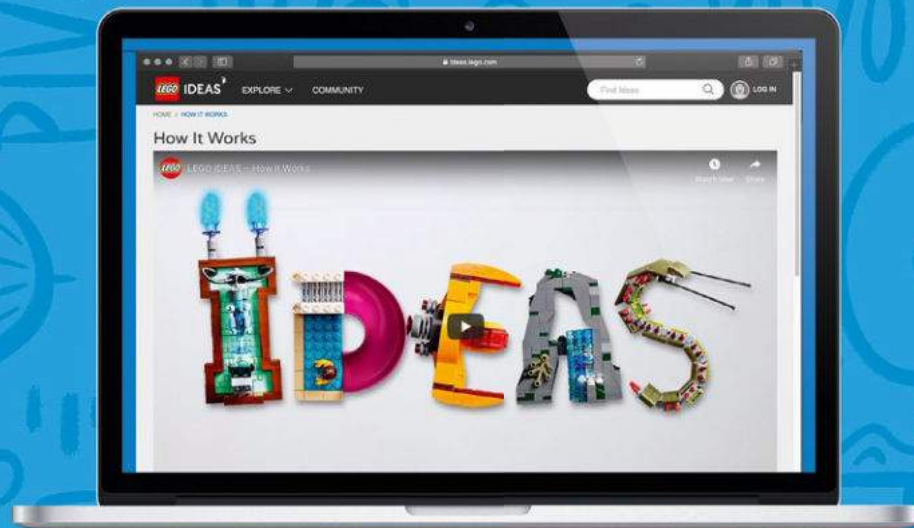 ideas.lego.com
LEGO IDEAS EXPLORE COMMUNITY Find Ideas LOG IN
HOME / HOW IT WORKS
How It Works
LEGO LEGO IDEAS – How It Works
Watch later Share
IDEAS